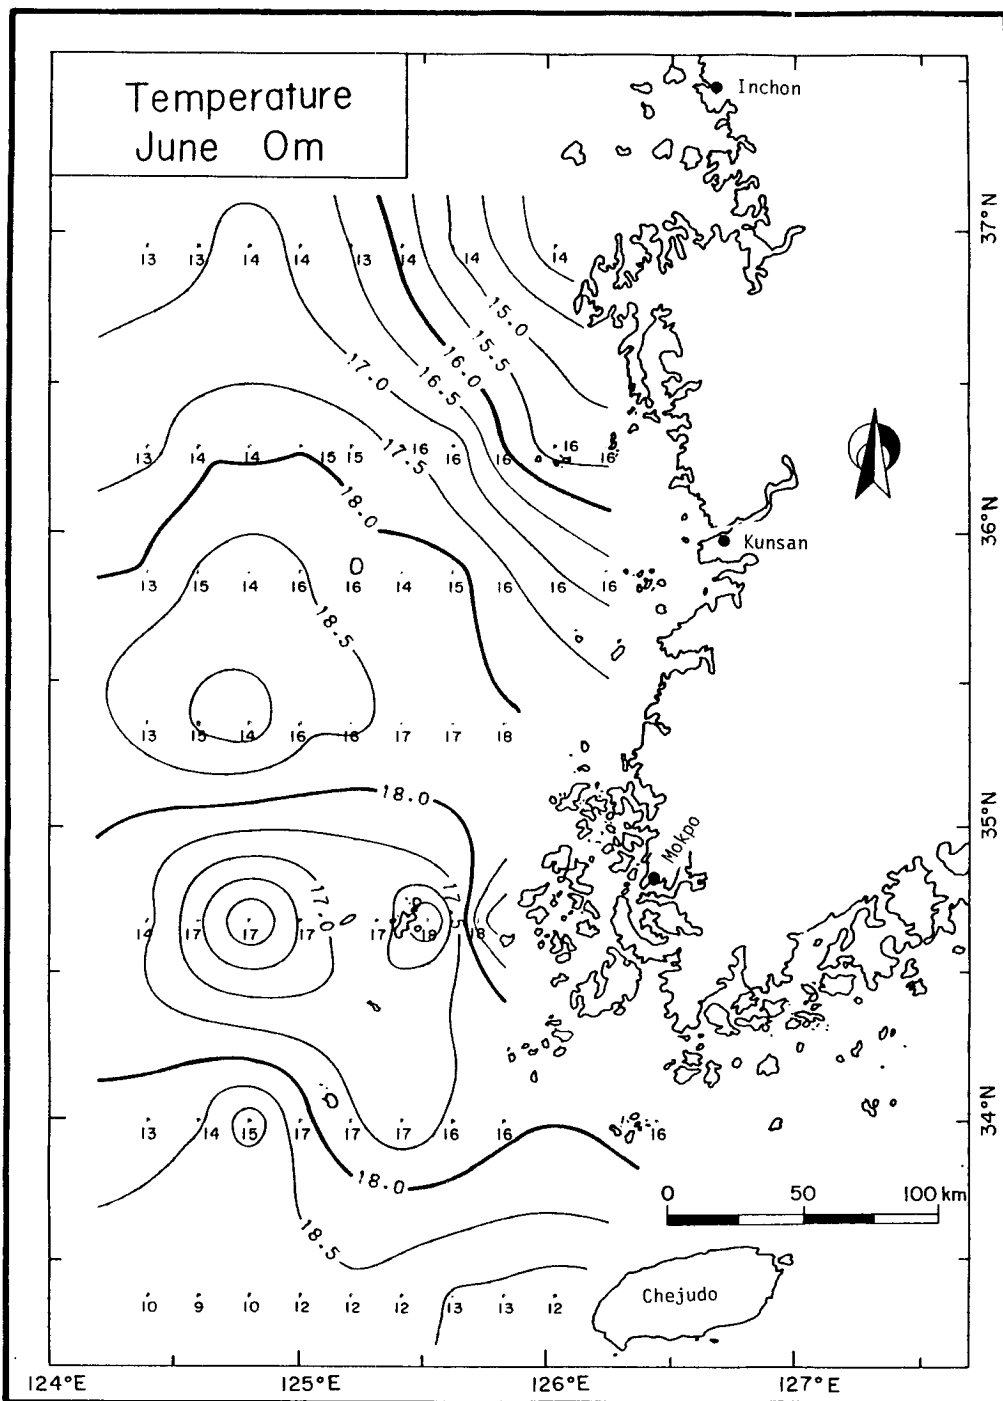 Temperature
June 0m
Inchon
37°N
13 13 14 14 13 14 14 14
15.0
15.5
16.0
16.5
17.0
17.5
13 14 14 15 15 16 16 16 16 16
18.0
36°N
Kunsan
13 15 14 16 16 14 15 16 16 16
18.5
13 15 14 16 16 17 17 18
18.0
35°N
Mokpo
17.0
17.5
14 17 17 17 17 18 18
34°N
13 14 15 17 17 17 16 16 16
18.0
0 50 100 km
18.5
Chejudo
10 9 10 12 12 12 13 13 12
124°E 125°E 126°E 127°E